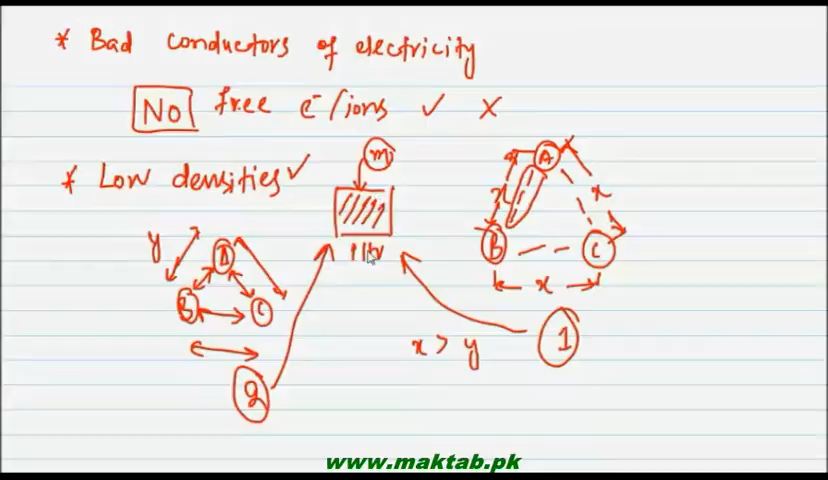 * Bad conductors of electricity
No free e⁻/ions ✓ X
m
* Low densities ✓
A
x
x
B
C
x
y
B
C
x > y
1
2
www.maktab.pk